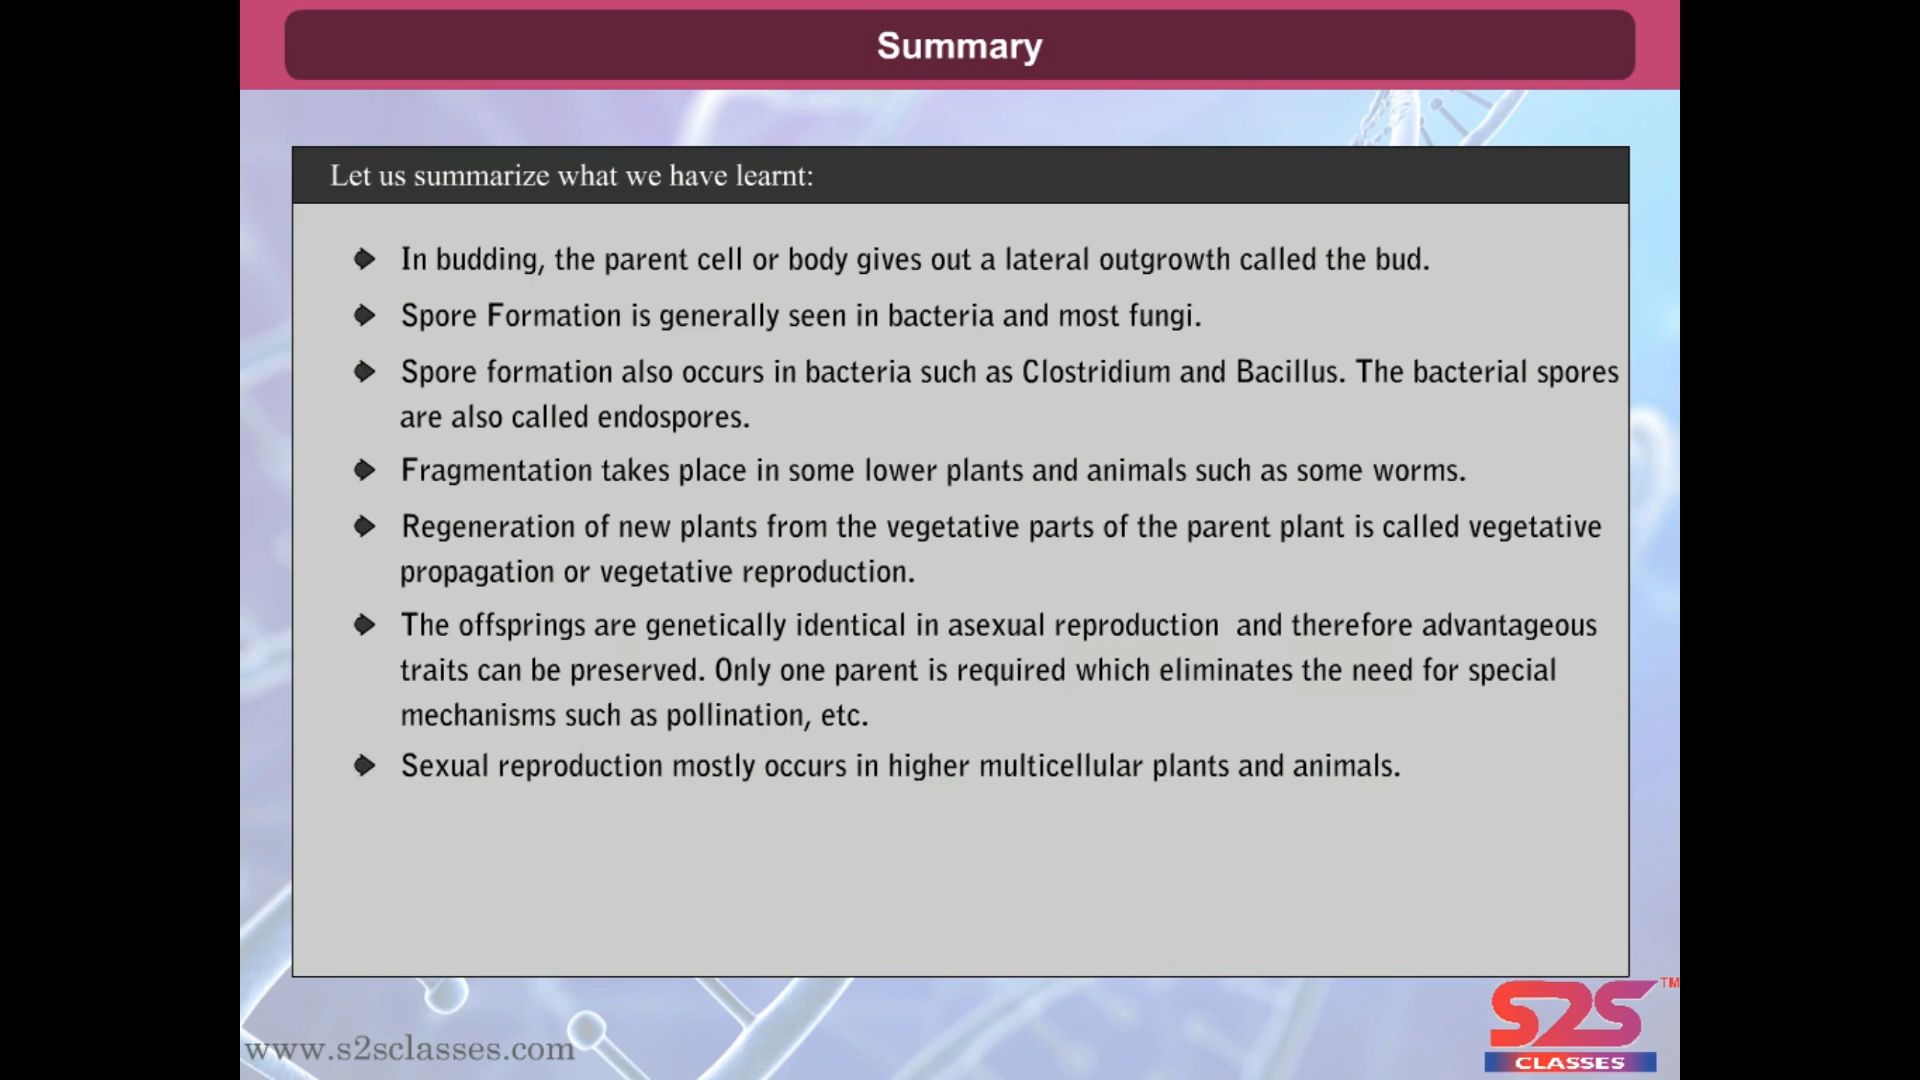 Summary
Let us summarize what we have learnt:
In budding, the parent cell or body gives out a lateral outgrowth called the bud.
Spore Formation is generally seen in bacteria and most fungi.
Spore formation also occurs in bacteria such as Clostridium and Bacillus. The bacterial spores
are also called endospores.
Fragmentation takes place in some lower plants and animals such as some worms.
Regeneration of new plants from the vegetative parts of the parent plant is called vegetative
propagation or vegetative reproduction.
The offsprings are genetically identical in asexual reproduction and therefore advantageous
traits can be preserved. Only one parent is required which eliminates the need for special
mechanisms such as pollination, etc.
Sexual reproduction mostly occurs in higher multicellular plants and animals.
www.s2sclasses.com
S2S TM
CLASSES